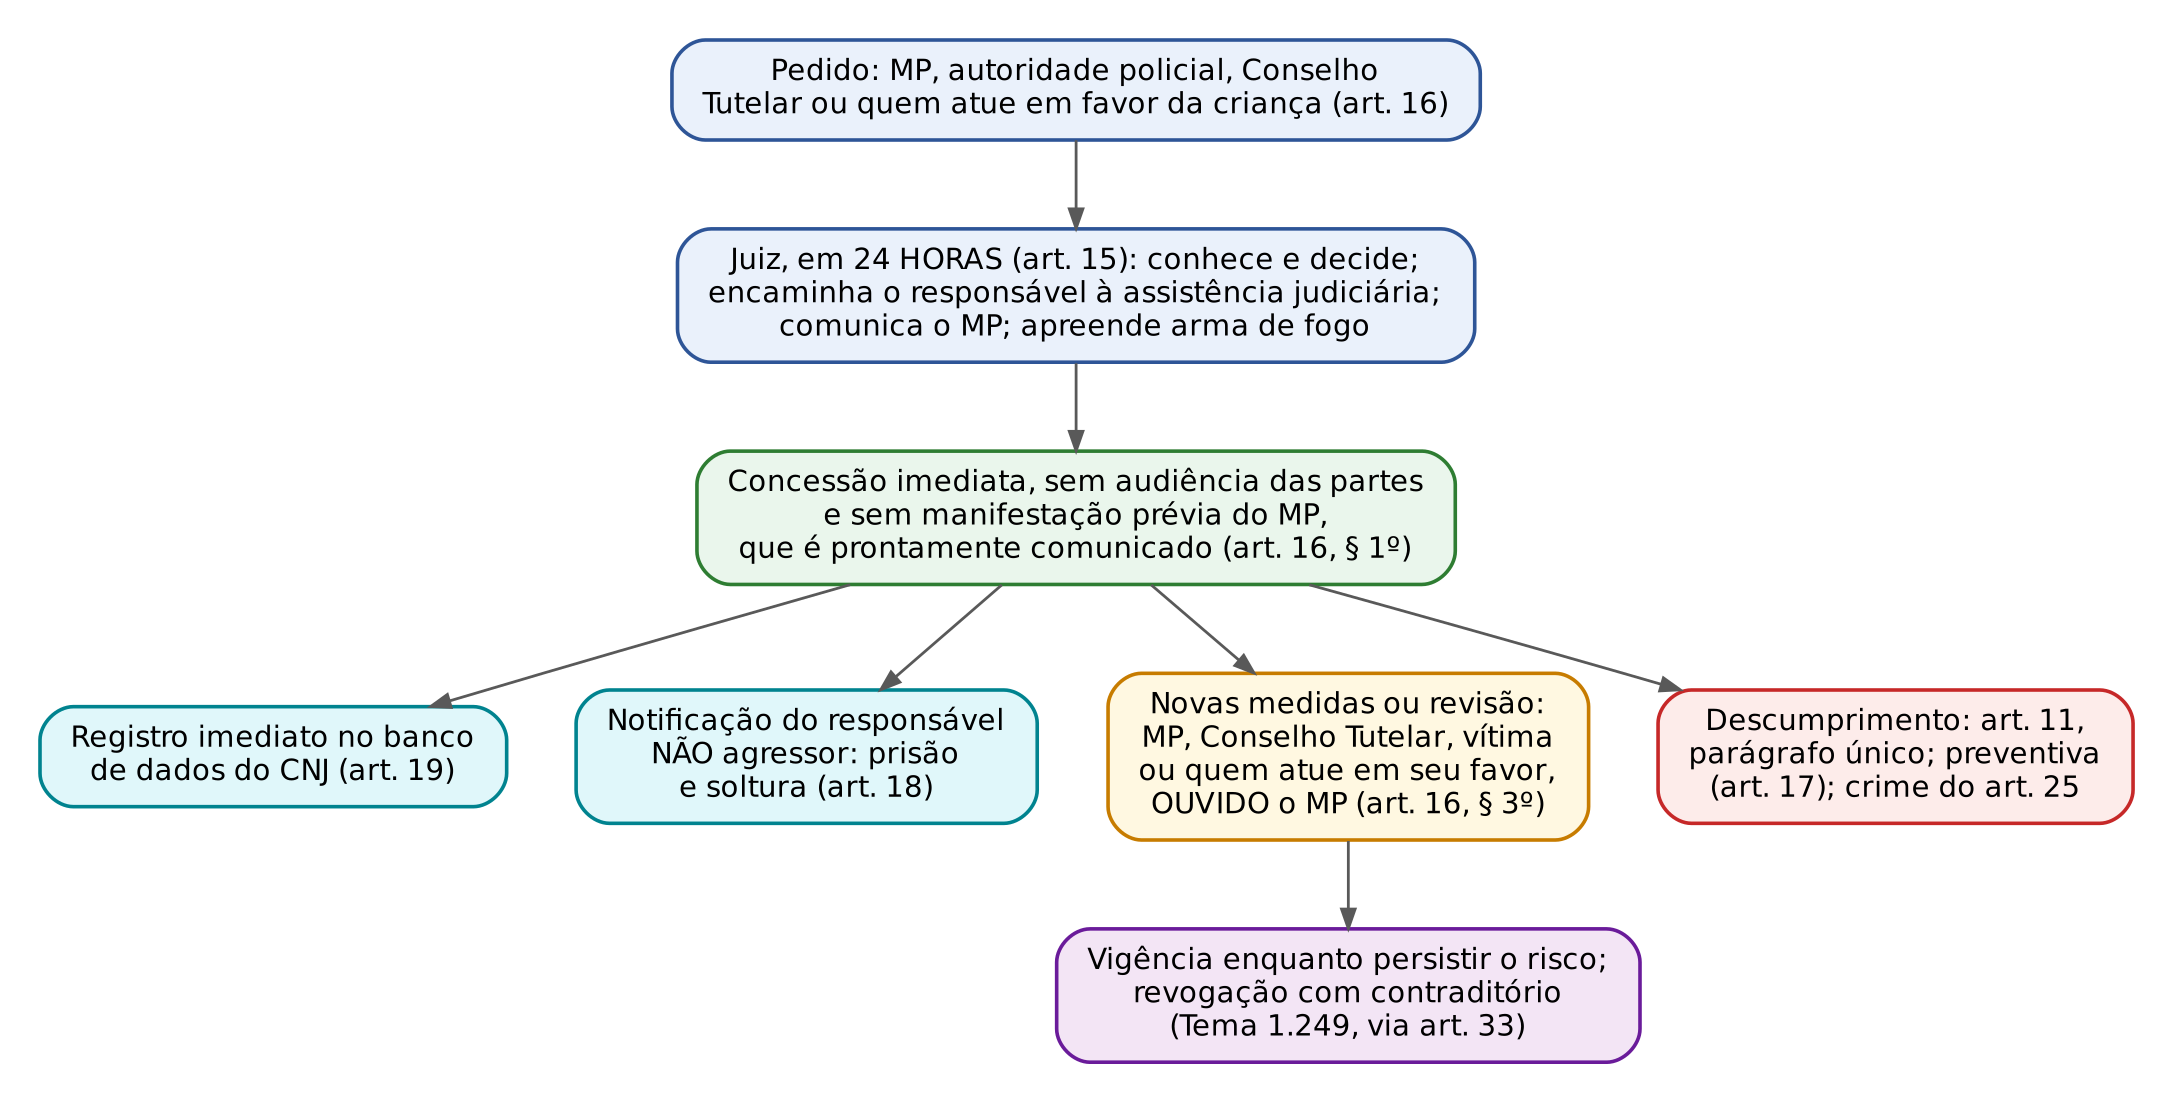 Pedido: MP, autoridade policial, Conselho
Tutelar ou quem atue em favor da criança (art. 16)
Juiz, em 24 HORAS (art. 15): conhece e decide;
encaminha o responsável à assistência judiciária;
comunica o MP; apreende arma de fogo
Concessão imediata, sem audiência das partes
e sem manifestação prévia do MP,
que é prontamente comunicado (art. 16, § 1º)
Registro imediato no banco
de dados do CNJ (art. 19)
Notificação do responsável
NÃO agressor: prisão
e soltura (art. 18)
Novas medidas ou revisão:
MP, Conselho Tutelar, vítima
ou quem atue em seu favor,
OUVIDO o MP (art. 16, § 3º)
Descumprimento: art. 11,
parágrafo único; preventiva
(art. 17); crime do art. 25
Vigência enquanto persistir o risco;
revogação com contraditório
(Tema 1.249, via art. 33)